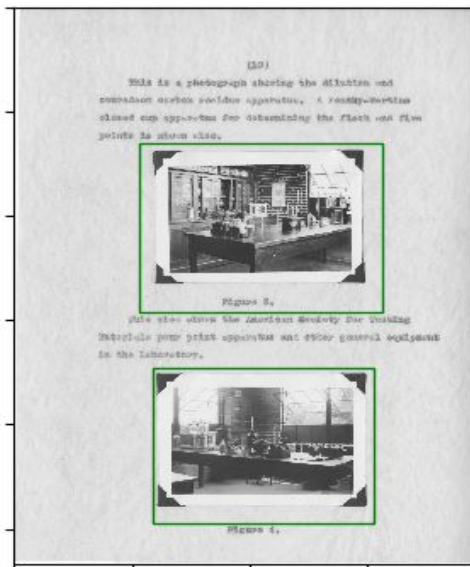 (10)
This is a photograph showing the dilution and
conradson carbon residue apparatus. A
closed cup apparatus for determining the flash and fire
points is shown also.
Figure 3.
This also shows the American Society for Testing
Materials pour point apparatus and other general equipment
in the laboratory.
Figure 4.